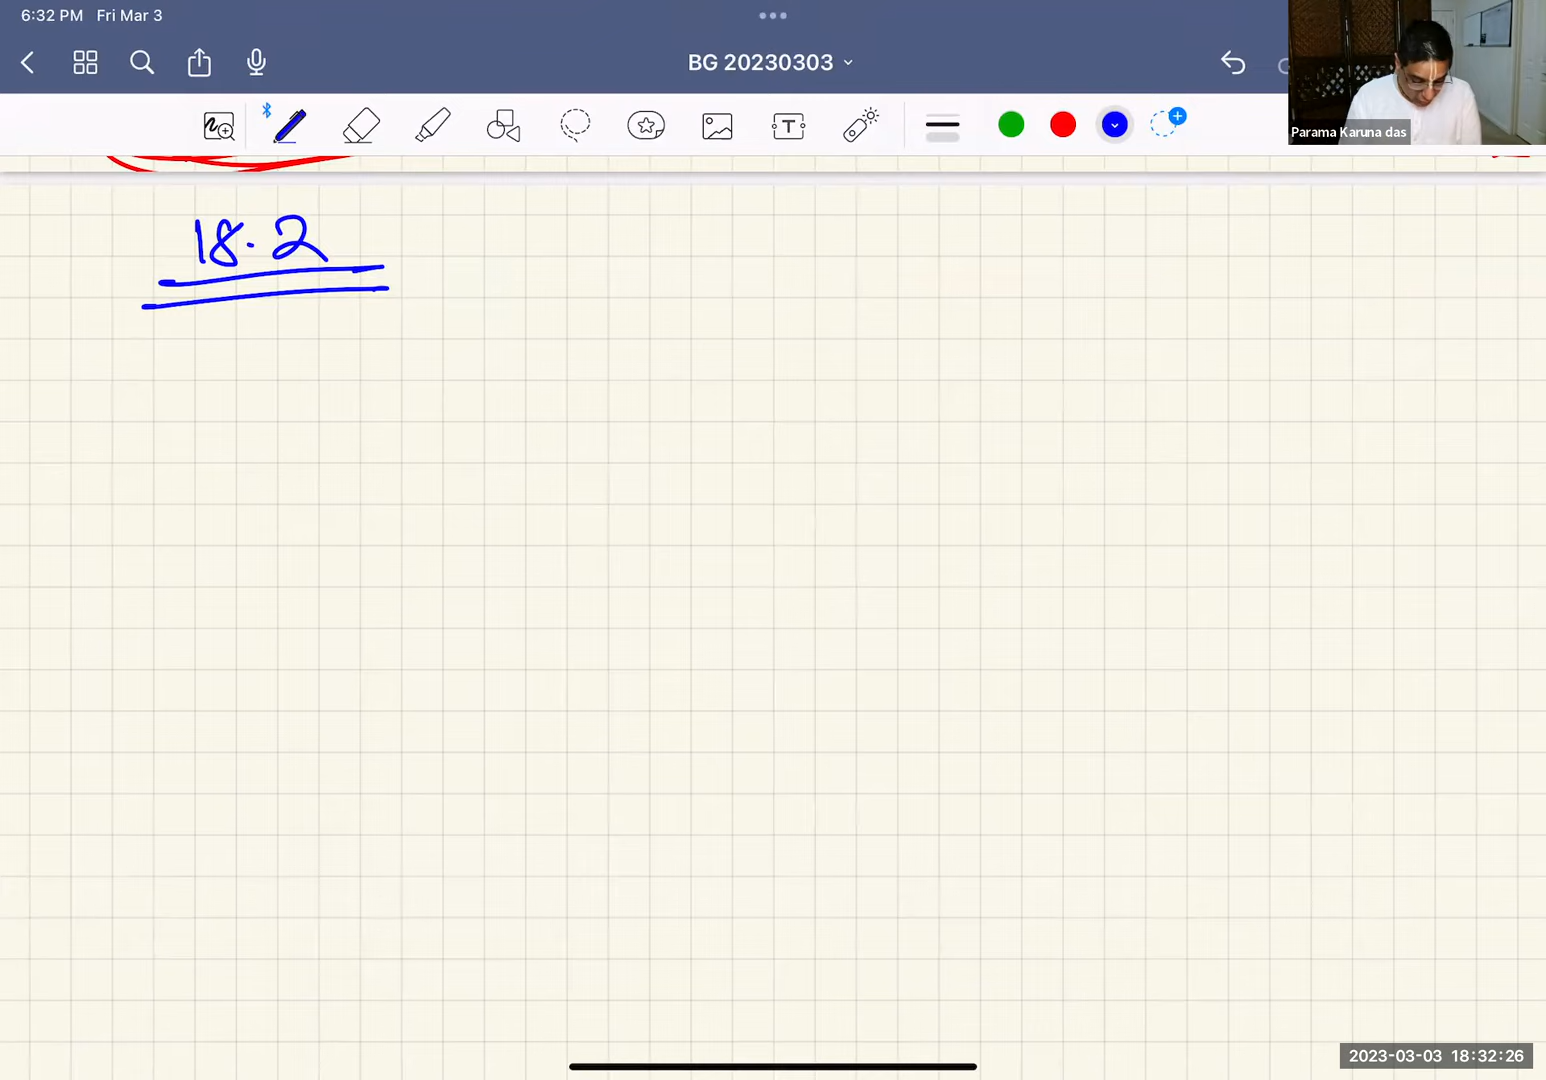 6:32 PM Fri Mar 3
BG 20230303
T
Parama Karuna das
18.2
2023-03-03 18:32:26